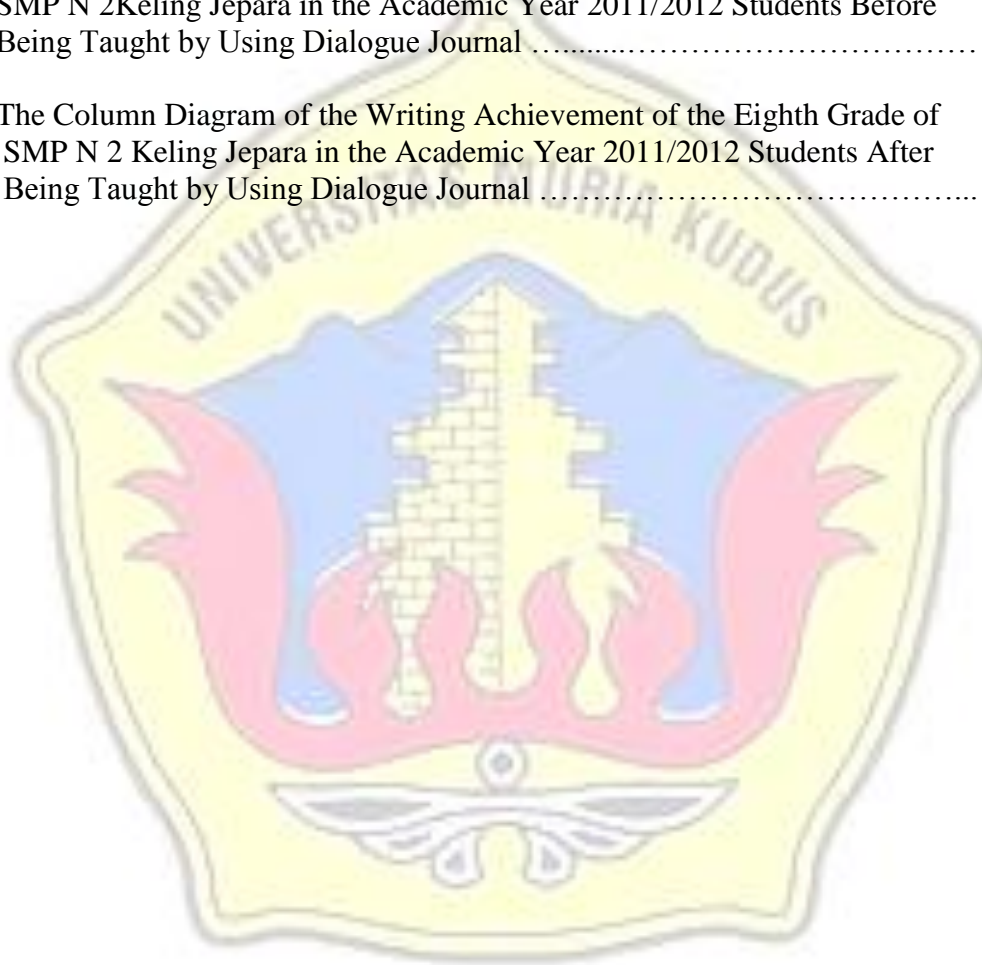 SMP N 2Keling Jepara in the Academic Year 2011/2012 Students Before
Being Taught by Using Dialogue Journal ….......……………………………
The Column Diagram of the Writing Achievement of the Eighth Grade of
SMP N 2 Keling Jepara in the Academic Year 2011/2012 Students After
Being Taught by Using Dialogue Journal …………………………………...
UNIVERSITAS MURIA KUDUS